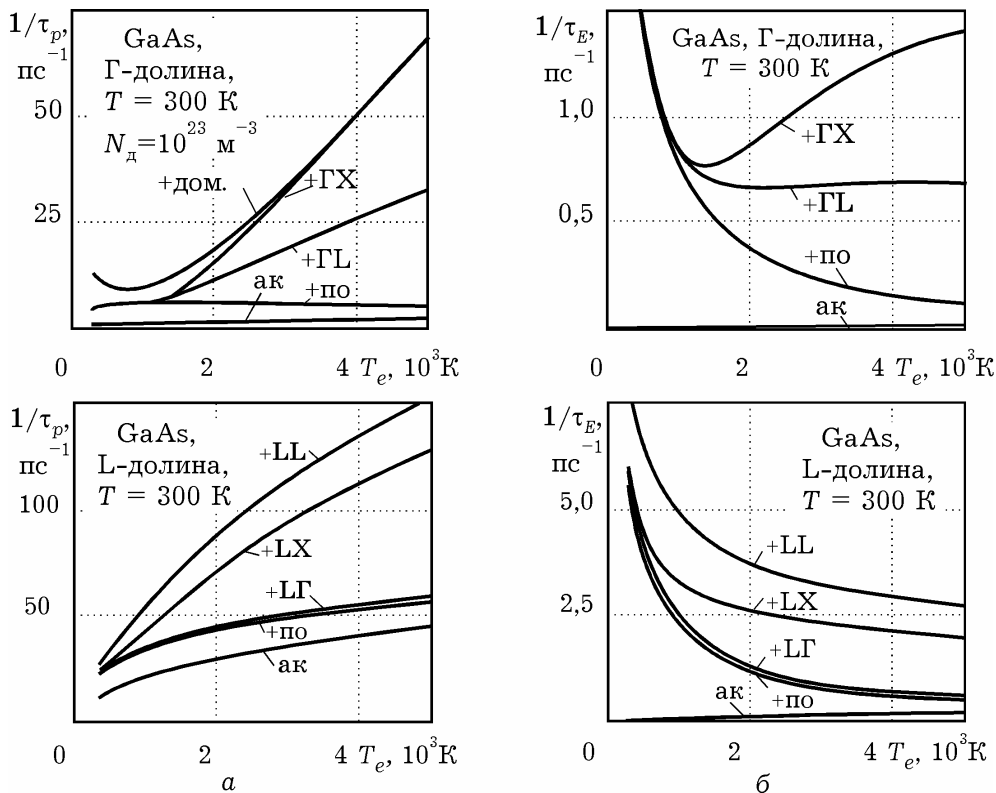 1/τp,
пс⁻¹
GaAs,
Г-долина,
T = 300 К
Nд=10²³ м⁻³
50
25
+дом.
+ГХ
+ГL
+по
ак
0
2
4 Te, 10³К
1/τE,
пс⁻¹
GaAs, Г-долина,
T = 300 К
1,0
0,5
+ГХ
+ГL
+по
ак
0
2
4 Te, 10³К
1/τp,
пс⁻¹
GaAs,
L-долина,
T = 300 К
100
50
+LL
+LX
+LГ
+по
ак
0
2
4 Te, 10³К
а
1/τE,
пс⁻¹
GaAs,
L-долина,
T = 300 К
5,0
2,5
+LL
+LX
+LГ
+по
ак
0
2
4 Te, 10³К
б